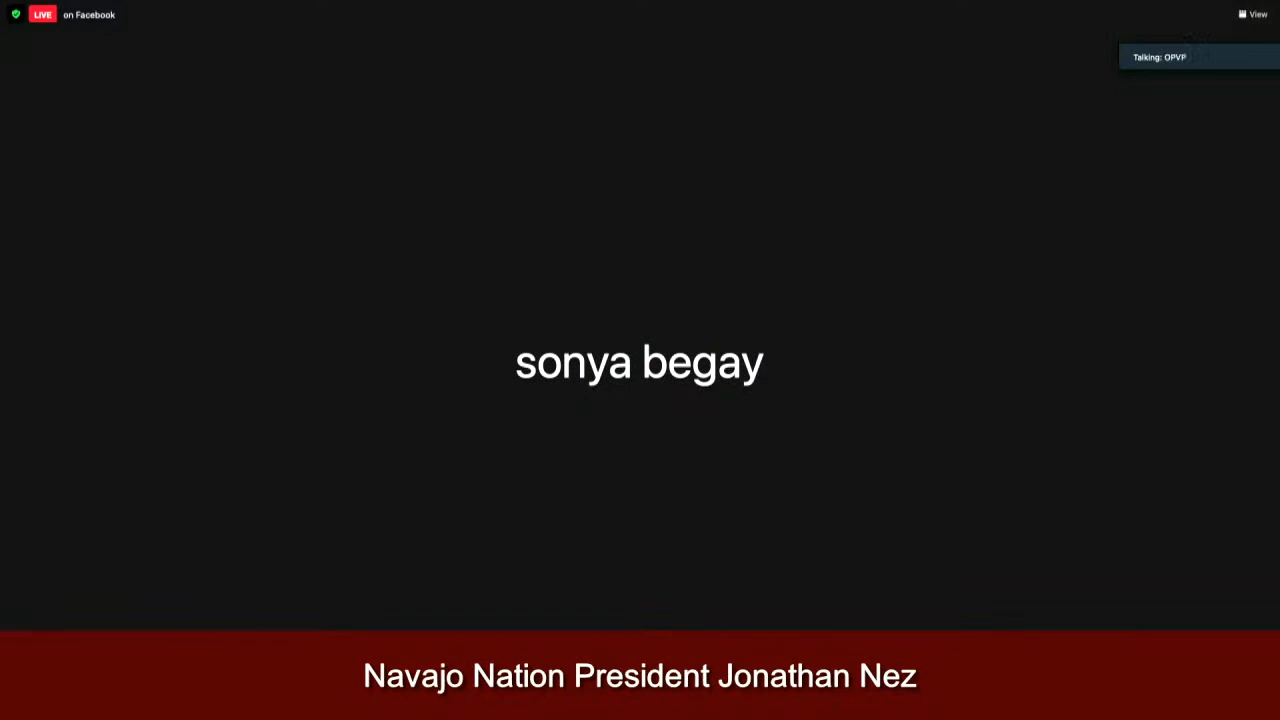 LIVE on Facebook
View
Talking: OPVP
sonya begay
Navajo Nation President Jonathan Nez